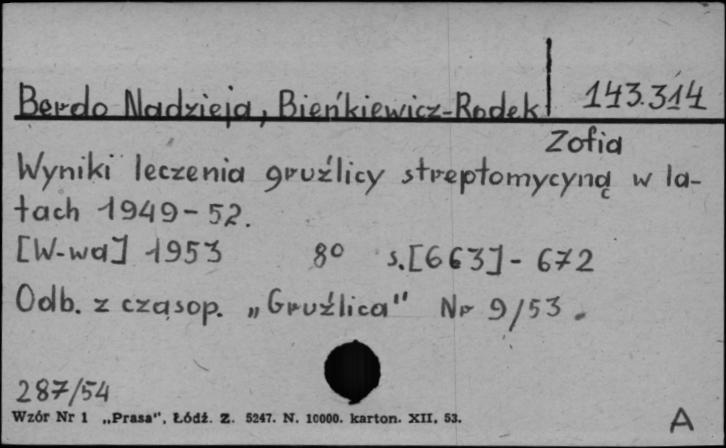 Berdo Nadzieja, Bieńkiewicz-Rodek 143.314
Zofia
Wyniki leczenia gruźlicy streptomycyną w la-
tach 1949-52.
[W-wa] 1953 8° s.[663]-672
Odb. z czasop. „Gruźlica" Nr 9/53.
287/54
Wzór Nr 1 „Prasa", Łódź. Z. 5247. N. 10000. karton. XII. 53.
A